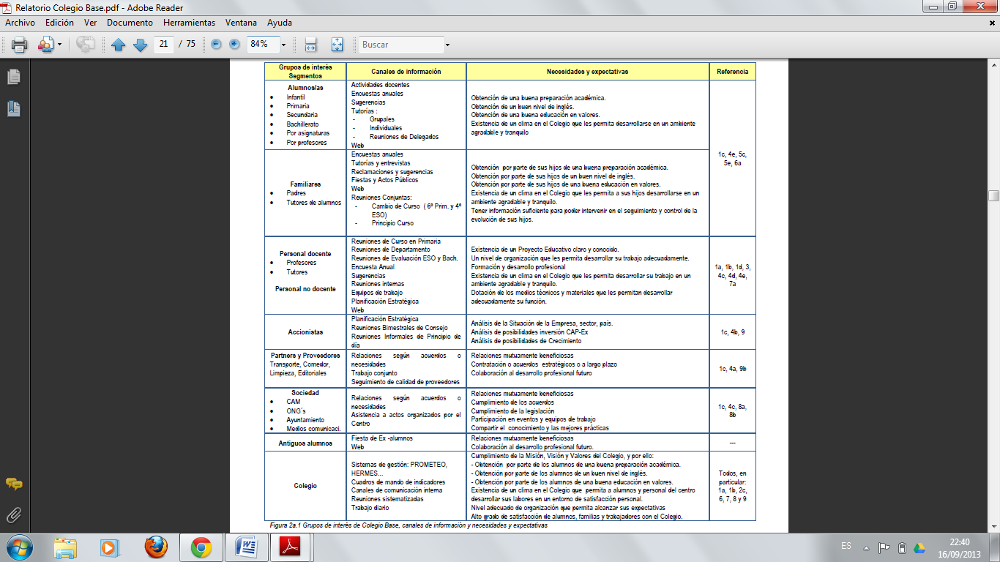 Relatorio Colegio Base.pdf - Adobe Reader
Archivo Edición Ver Documento Herramientas Ventana Ayuda
21 / 75 84% Buscar
Grupos de interés
Segmentos
Canales de información
Necesidades y expectativas
Referencia
Alumnos/as
• Infantil
• Primaria
• Secundaria
• Bachillerato
• Por asignaturas
• Por profesores
Actividades docentes
Encuestas anuales
Sugerencias
Tutorías :
- Grupales
- Individuales
- Reuniones de Delegados
Web
Obtención de una buena preparación académica.
Obtención de un buen nivel de inglés.
Obtención de una buena educación en valores.
Existencia de un clima en el Colegio que les permita desarrollarse en un ambiente
agradable y tranquilo
1c, 4e, 5c,
5e, 6a
Familiares
• Padres
• Tutores de alumnos
Encuestas anuales
Tutorías y entrevistas
Reclamaciones y sugerencias
Fiestas y Actos Públicos
Web
Reuniones Conjuntas:
- Cambio de Curso ( 6º Prim. y 4º
ESO)
- Principio Curso
Obtención por parte de sus hijos de una buena preparación académica.
Obtención por parte de sus hijos de un buen nivel de inglés.
Obtención por parte de sus hijos de una buena educación en valores.
Existencia de un clima en el Colegio que les permita a sus hijos desarrollarse en un
ambiente agradable y tranquilo.
Tener información suficiente para poder intervenir en el seguimiento y control de la
evolución de sus hijos.
Personal docente
• Profesores
• Tutores
Personal no docente
Reuniones de Curso en Primaria
Reuniones de Departamento
Reuniones de Evaluación ESO y Bach.
Encuesta Anual
Sugerencias
Reuniones internas
Equipos de trabajo
Planificación Estratégica
Web
Existencia de un Proyecto Educativo claro y conocido.
Un nivel de organización que les permita desarrollar su trabajo adecuadamente.
Formación y desarrollo profesional
Existencia de un clima en el Colegio que les permita desarrollar su trabajo en un
ambiente agradable y tranquilo.
Dotación de los medios técnicos y materiales que les permitan desarrollar
adecuadamente su función.
1a, 1b, 1d, 3,
4c, 4d, 4e,
7a
Accionistas
Planificación Estratégica
Reuniones Bimestrales de Consejo
Reuniones Informales de Principio de
día
Análisis de la Situación de la Empresa, sector, país.
Análisis de posibilidades inversión CAP-Ex
Análisis de posibilidades de Crecimiento
1c, 4b, 9
Partners y Proveedores
Transporte, Comedor,
Limpieza, Editoriales
Relaciones según acuerdos o
necesidades
Trabajo conjunto
Seguimiento de calidad de proveedores
Relaciones mutuamente beneficiosas
Contratación o acuerdos estratégicos o a largo plazo
Colaboración al desarrollo profesional futuro
1c, 4a, 9b
Sociedad
• CAM
• ONG´s
• Ayuntamiento
• Medios comunicaci.
Relaciones según acuerdos o
necesidades
Asistencia a actos organizados por el
Centro
Relaciones mutuamente beneficiosas
Cumplimiento de los acuerdos
Cumplimiento de la legislación
Participación en eventos y equipos de trabajo
Compartir el conocimiento y las mejores prácticas
1c, 4c, 8a,
8b
Antiguos alumnos
Fiesta de Ex -alumnos
Web
Relaciones mutuamente beneficiosas
Colaboración al desarrollo profesional futuro.
---
Colegio
Sistemas de gestión: PROMETEO,
HERMES...
Cuadros de mando de indicadores
Canales de comunicación interna
Reuniones sistematizadas
Trabajo diario
Cumplimiento de la Misión, Visión y Valores del Colegio, y por ello:
- Obtención por parte de los alumnos de una buena preparación académica.
- Obtención por parte de los alumnos de un buen nivel de inglés.
- Obtención por parte de los alumnos de una buena educación en valores.
Existencia de un clima en el Colegio que permita a alumnos y personal del centro
desarrollar sus labores en un entorno de satisfacción personal.
Nivel adecuado de organización que permita alcanzar sus expectativas
Alto grado de satisfacción de alumnos, familias y trabajadores con el Colegio.
Todos, en
particular:
1a, 1b, 2c,
6, 7, 8 y 9
Figura 2a.1 Grupos de interés de Colegio Base, canales de información y necesidades y expectativas
ES
22:40
16/09/2013